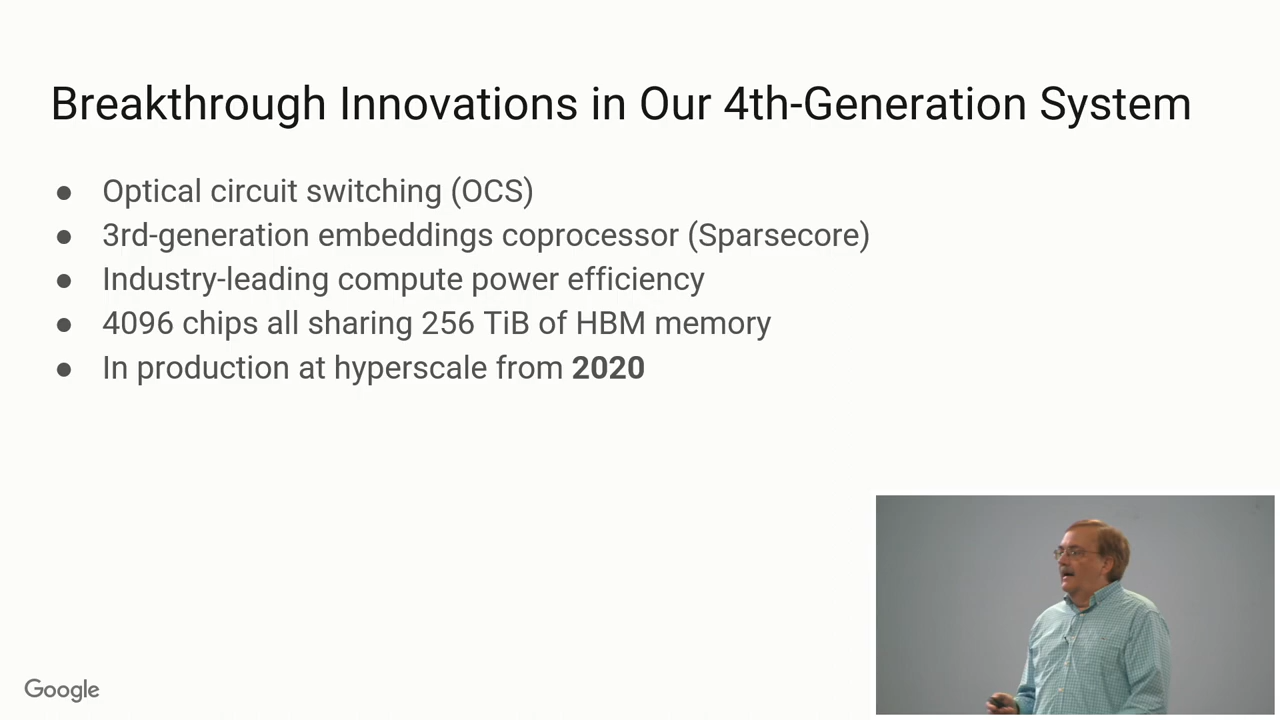 Breakthrough Innovations in Our 4th-Generation System
● Optical circuit switching (OCS)
● 3rd-generation embeddings coprocessor (Sparsecore)
● Industry-leading compute power efficiency
● 4096 chips all sharing 256 TiB of HBM memory
● In production at hyperscale from 2020
Google